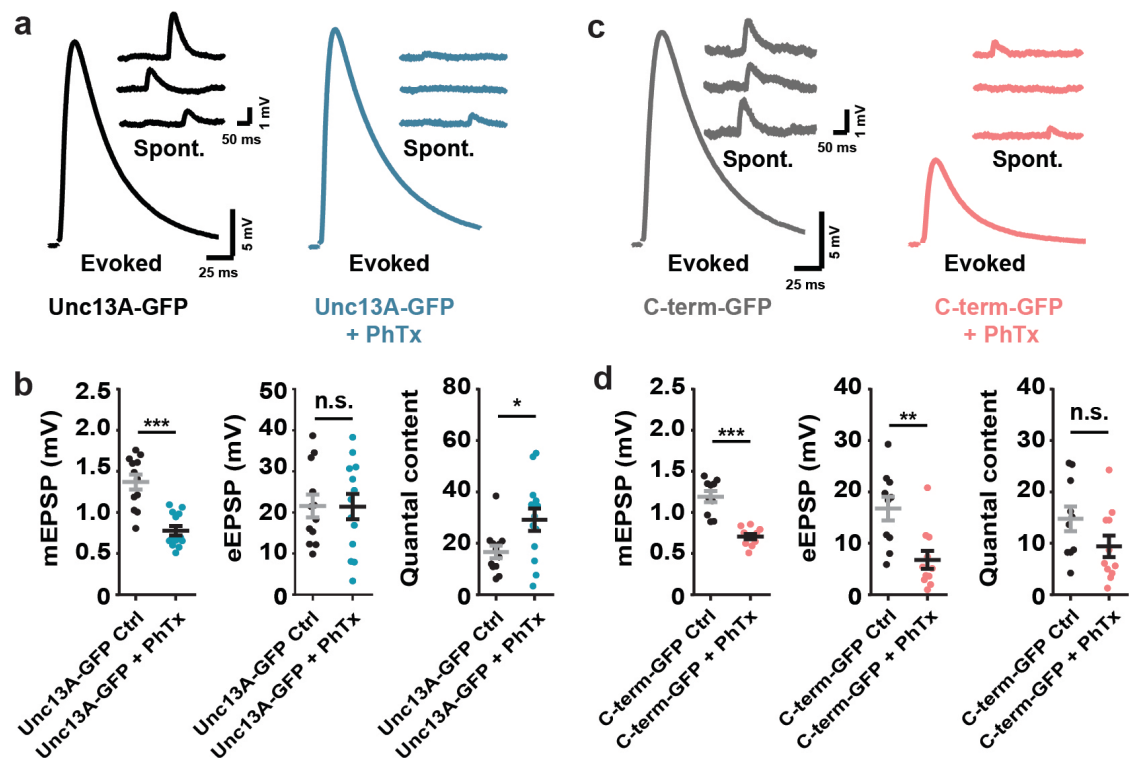 a
Spont.
50 ms
1 mV
Evoked
25 ms
5 mV
Unc13A-GFP
Spont.
Evoked
Unc13A-GFP
+ PhTx
c
Spont.
50 ms
1 mV
Evoked
25 ms
5 mV
C-term-GFP
Spont.
Evoked
C-term-GFP
+ PhTx
b
mEPSP (mV)
2.5
2.0
1.5
1.0
0.5
0
***
Unc13A-GFP Ctrl
Unc13A-GFP + PhTx
eEPSP (mV)
50
40
30
20
10
0
n.s.
Unc13A-GFP Ctrl
Unc13A-GFP + PhTx
Quantal content
80
60
40
20
0
*
Unc13A-GFP Ctrl
Unc13A-GFP + PhTx
d
mEPSP (mV)
2.5
2.0
1.5
1.0
0.5
0
***
C-term-GFP Ctrl
C-term-GFP + PhTx
eEPSP (mV)
40
30
20
10
0
**
C-term-GFP Ctrl
C-term-GFP + PhTx
Quantal content
40
30
20
10
0
n.s.
C-term-GFP Ctrl
C-term-GFP + PhTx